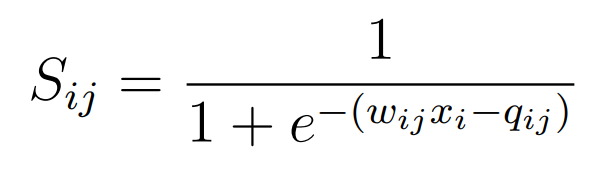 S_{ij} = \frac{1}{1 + e^{-(w_{ij}x_i - q_{ij})}}